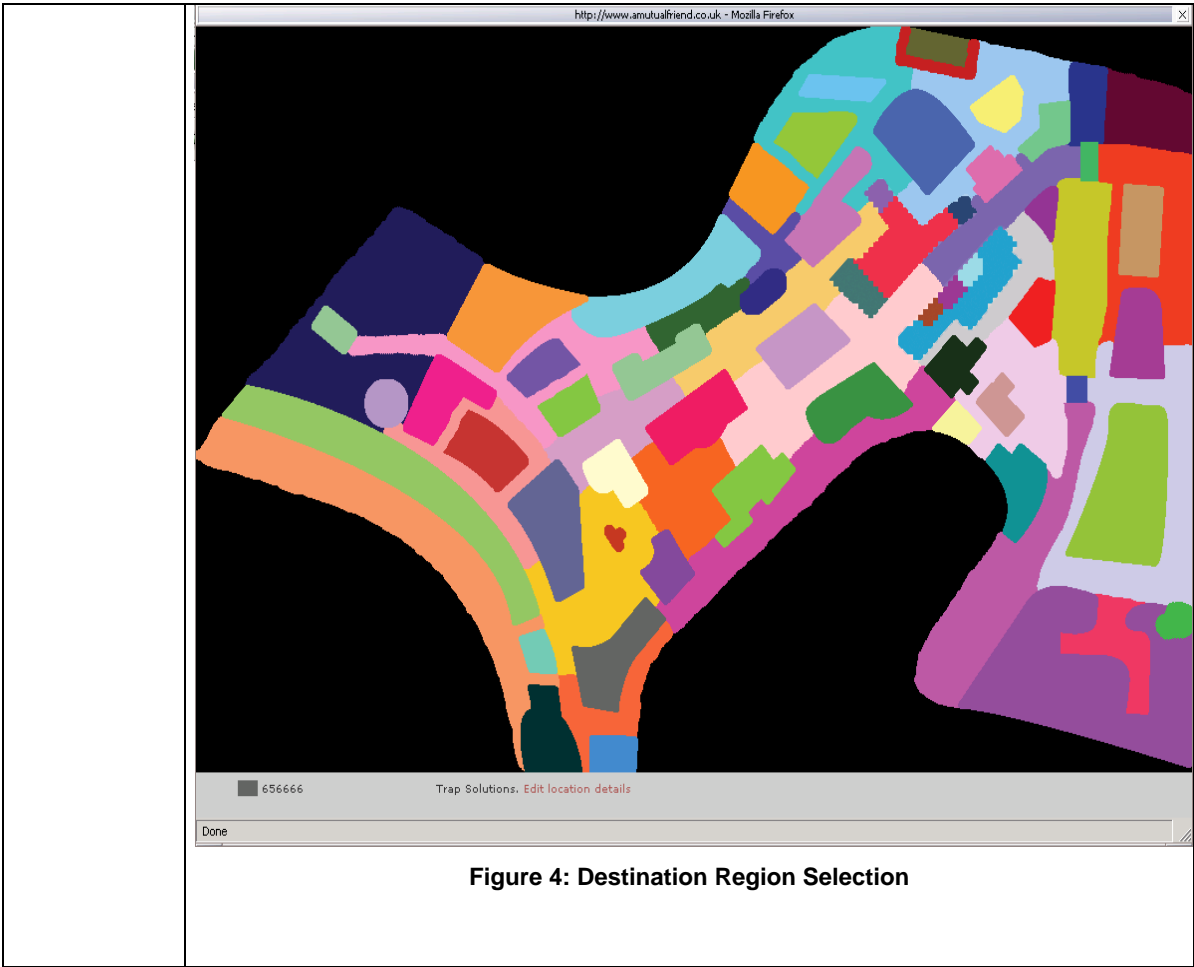 http://www.amutualfriend.co.uk - Mozilla Firefox
656666 Trap Solutions. Edit location details
Done
Figure 4: Destination Region Selection